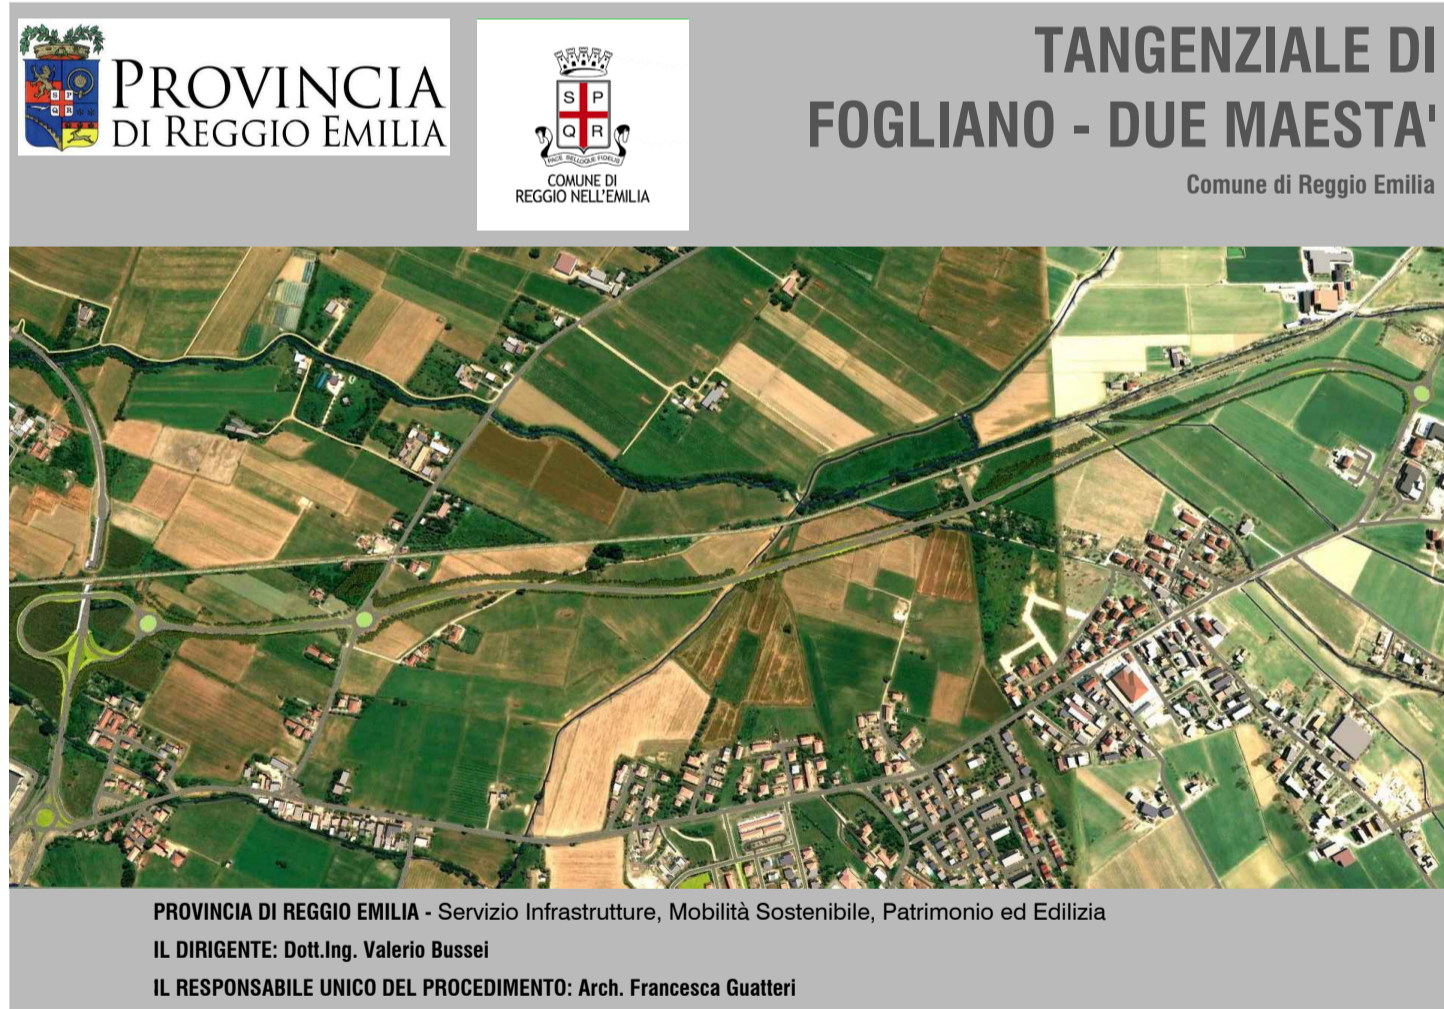 PROVINCIA
DI REGGIO EMILIA
S P
Q R
S P
Q R
PACE BELLOQUE FIDELIS
COMUNE DI
REGGIO NELL'EMILIA
TANGENZIALE DI
FOGLIANO - DUE MAESTA'
Comune di Reggio Emilia
PROVINCIA DI REGGIO EMILIA - Servizio Infrastrutture, Mobilità Sostenibile, Patrimonio ed Edilizia
IL DIRIGENTE: Dott.Ing. Valerio Bussei
IL RESPONSABILE UNICO DEL PROCEDIMENTO: Arch. Francesca Guatteri